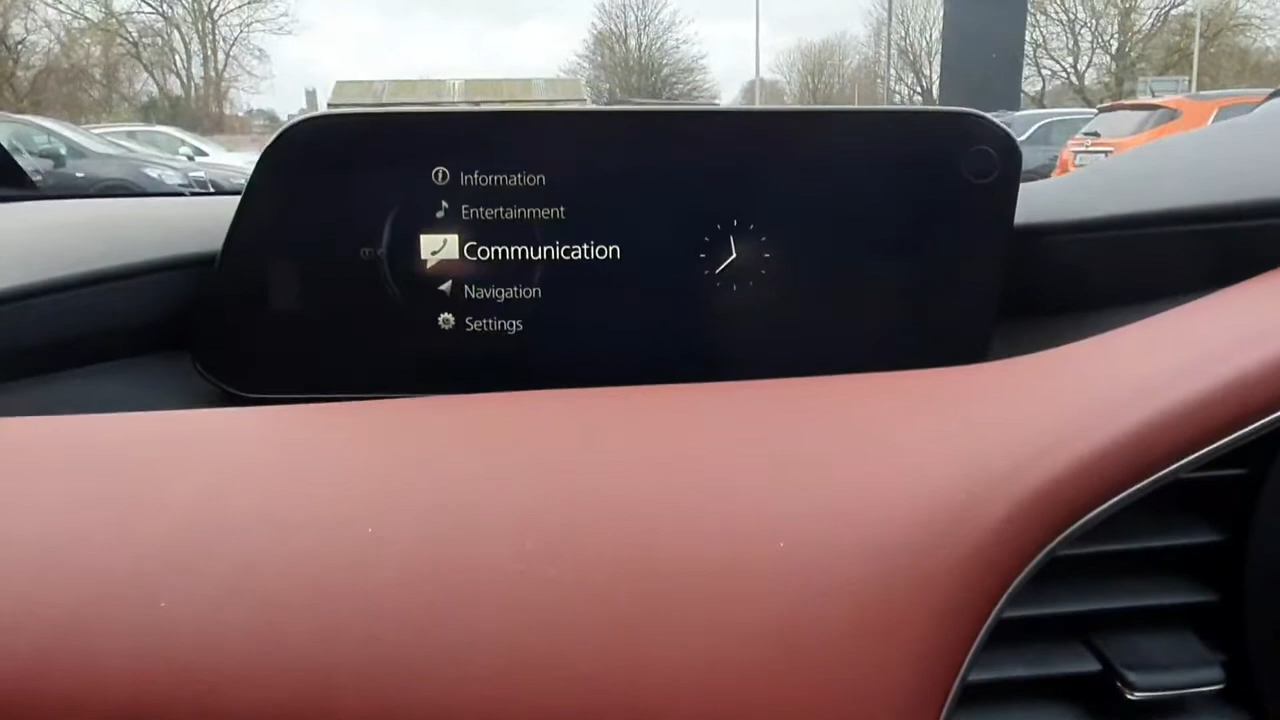 Information
Entertainment
Communication
Navigation
Settings